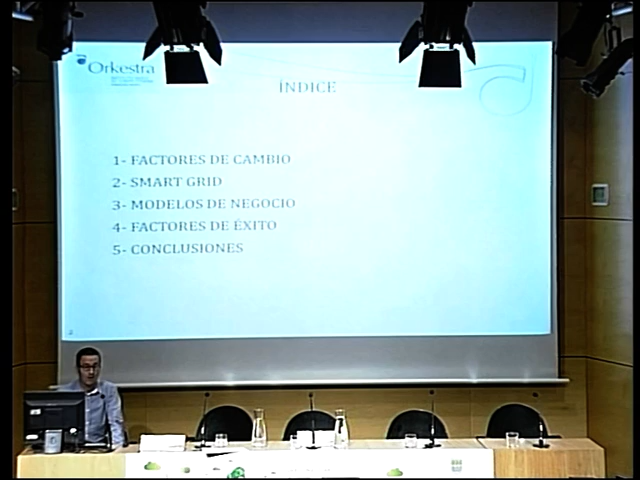 Orkestra
ÍNDICE
1- FACTORES DE CAMBIO
2- SMART GRID
3- MODELOS DE NEGOCIO
4- FACTORES DE ÉXITO
5- CONCLUSIONES
2